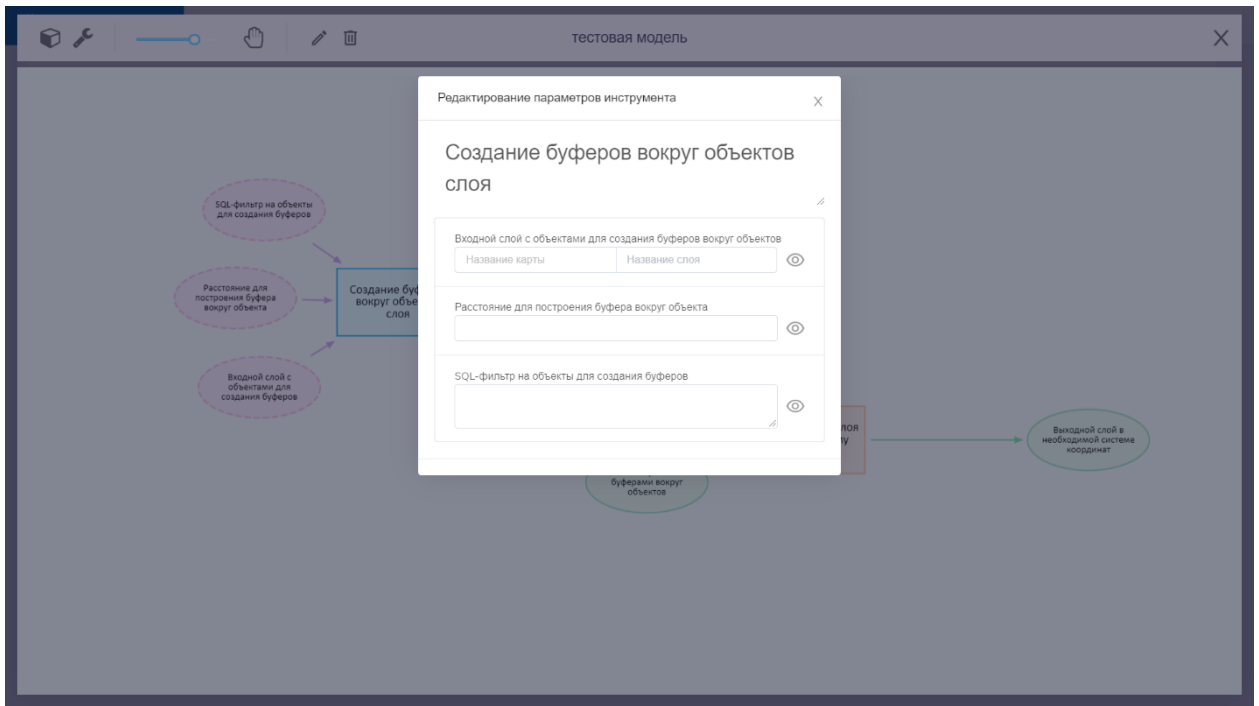 тестовая модель
Редактирование параметров инструмента
Создание буферов вокруг объектов
слоя
Входной слой с объектами для создания буферов вокруг объектов
Название карты
Название слоя
Расстояние для построения буфера вокруг объекта
SQL-фильтр на объекты для создания буферов
SQL-фильтр на объекты
для создания буферов
Расстояние для
построения буфера
вокруг объекта
Входной слой с
объектами для
создания буферов
Создание
вокруг
слоя
буферами вокруг
объектов
Выходной слой в
необходимой системе
координат